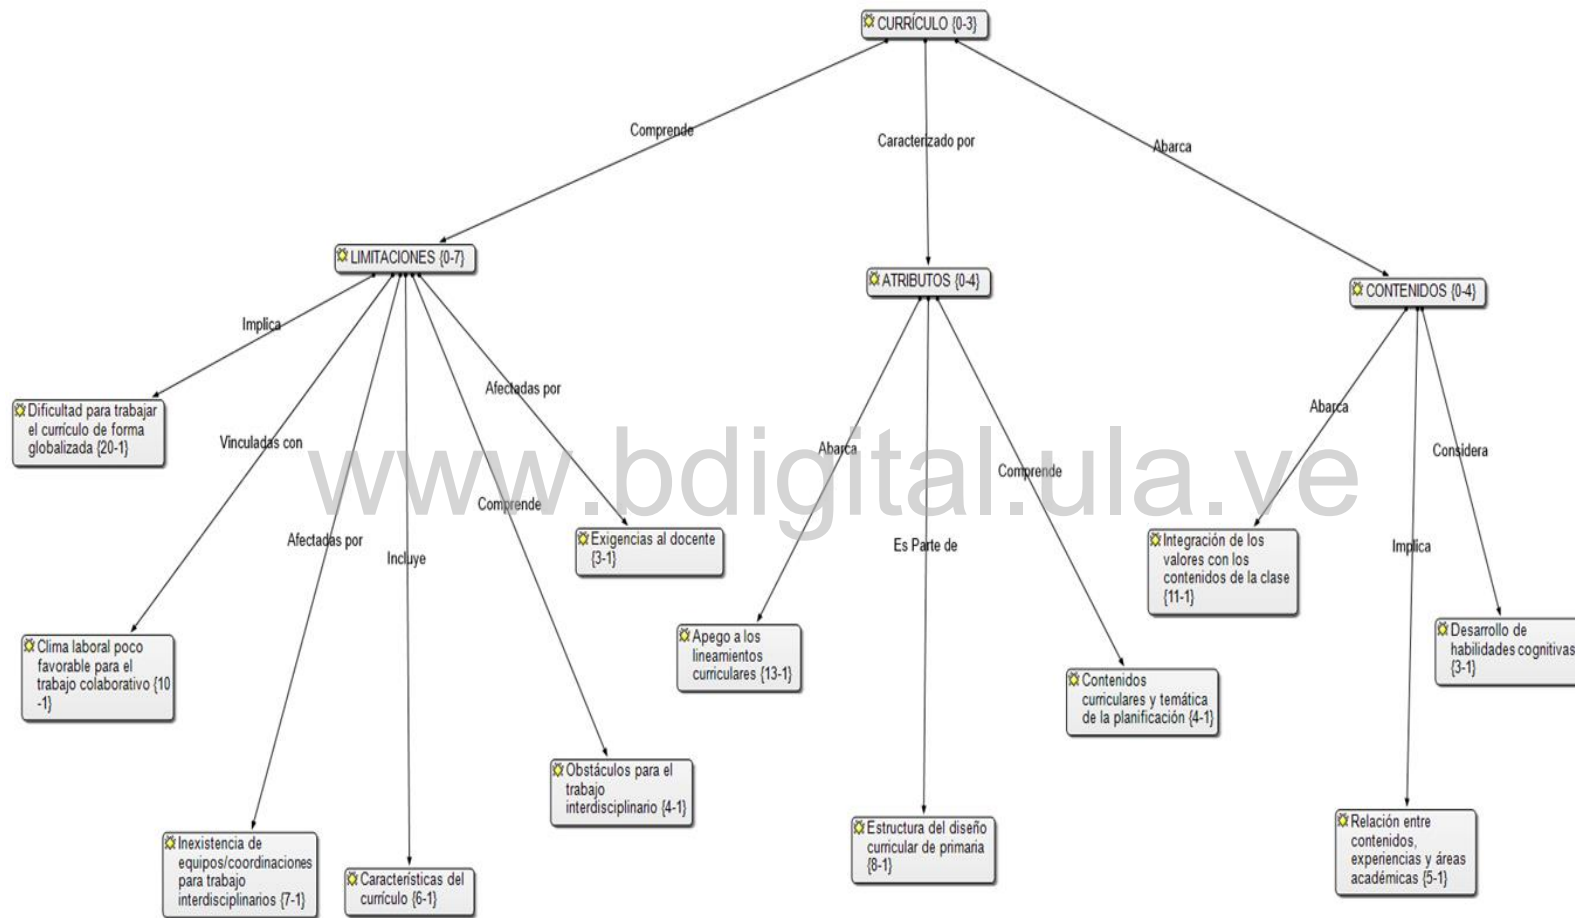 CURRÍCULO {0-3}
Comprende
Caracterizado por
Abarca
LIMITACIONES {0-7}
ATRIBUTOS {0-4}
CONTENIDOS {0-4}
Implica
Vinculadas con
Afectadas por
Incluye
Comprende
Afectadas por
Abarca
Es Parte de
Comprende
Abarca
Implica
Considera
Dificultad para trabajar
el currículo de forma
globalizada {20-1}
Clima laboral poco
favorable para el
trabajo colaborativo {10
-1}
Inexistencia de
equipos/coordinaciones
para trabajo
interdisciplinarios {7-1}
Características del
currículo {6-1}
Obstáculos para el
trabajo
interdisciplinario {4-1}
Exigencias al docente
{3-1}
Apego a los
lineamientos
curriculares {13-1}
Estructura del diseño
curricular de primaria
{8-1}
Contenidos
curriculares y temática
de la planificación {4-1}
Integración de los
valores con los
contenidos de la clase
{11-1}
Relación entre
contenidos,
experiencias y áreas
académicas {5-1}
Desarrollo de
habilidades cognitivas
{3-1}
www.bdigital.ula.ve